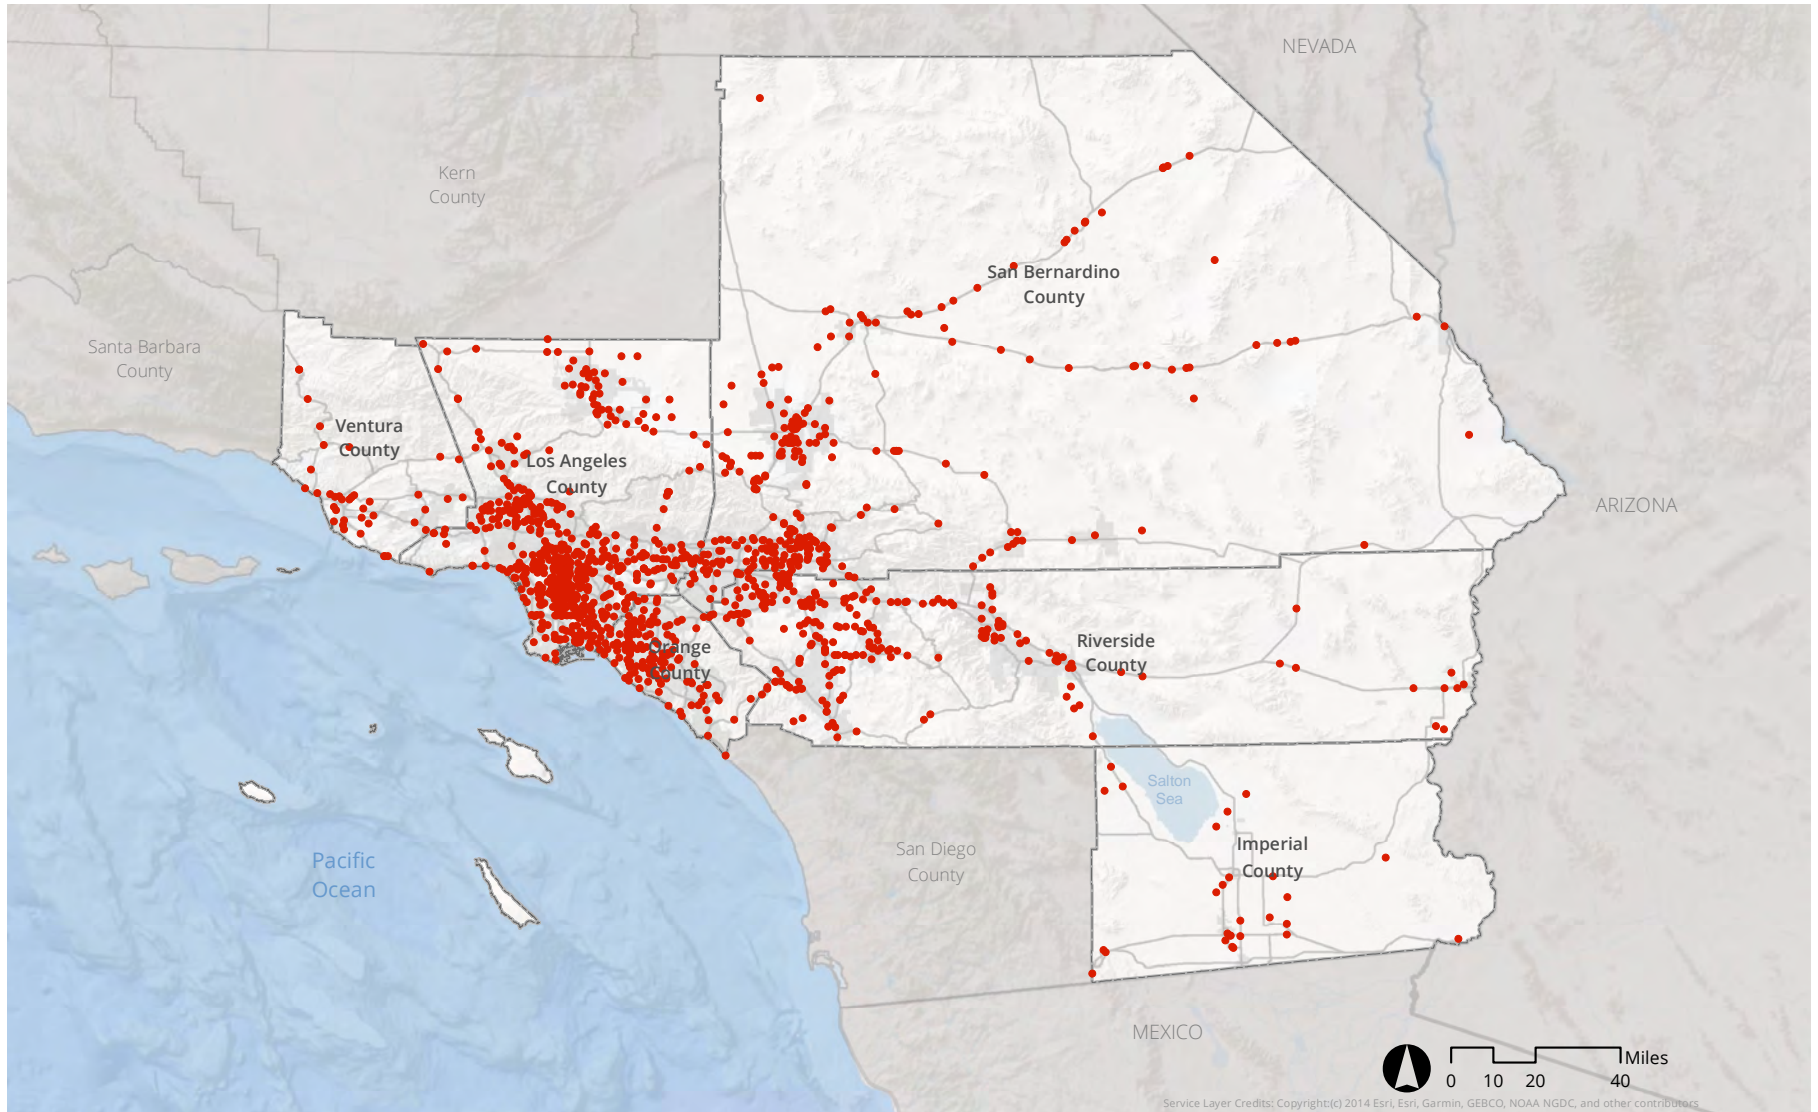 NEVADA
Kern
County
San Bernardino
County
Santa Barbara
County
Ventura
County
Los Angeles
County
ARIZONA
Orange
County
Riverside
County
Salton
Sea
Pacific
Ocean
San Diego
County
Imperial
County
MEXICO
Miles
0 10 20 40
Service Layer Credits: Copyright:(c) 2014 Esri, Esri, Garmin, GEBCO, NOAA NGDC, and other contributors